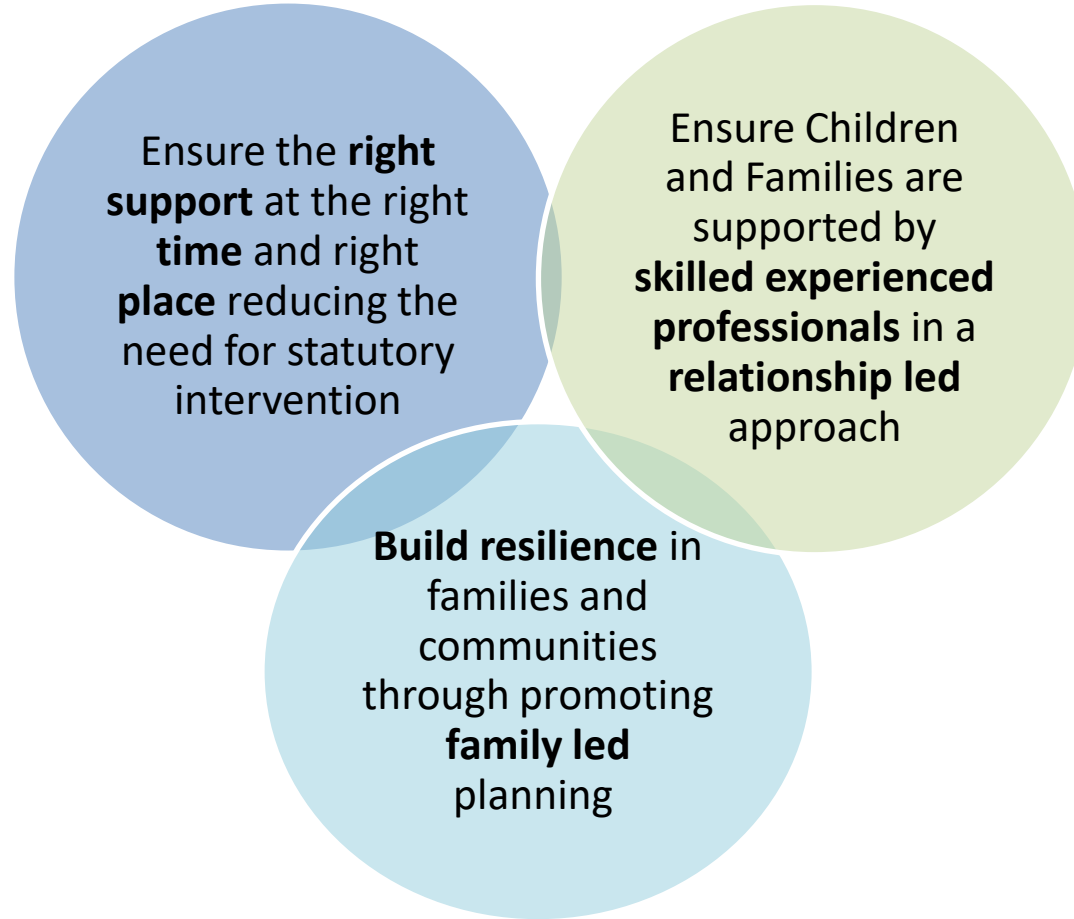 Ensure the right
support at the right
time and right
place reducing the
need for statutory
intervention
Ensure Children
and Families are
supported by
skilled experienced
professionals in a
relationship led
approach
Build resilience in
families and
communities
through promoting
family led
planning